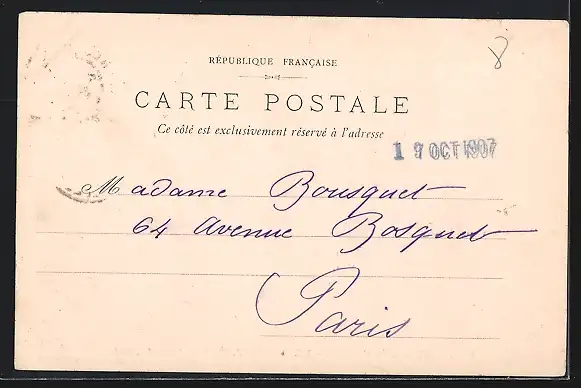 8
RÉPUBLIQUE FRANÇAISE
CARTE POSTALE
Ce côté est exclusivement réservé à l'adresse
OCT 1907
Madame Bousquet
64 Avenue Bosquet
Paris